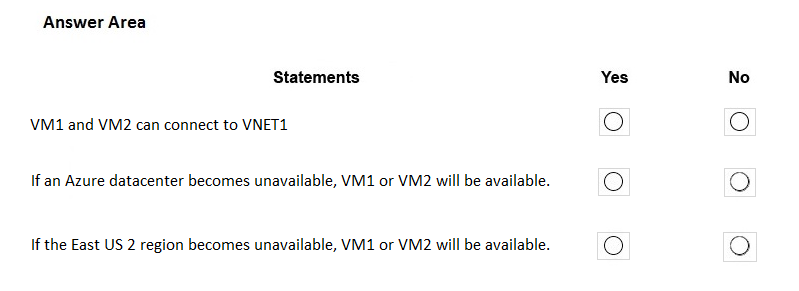 Answer Area
Statements Yes No
VM1 and VM2 can connect to VNET1
If an Azure datacenter becomes unavailable, VM1 or VM2 will be available.
If the East US 2 region becomes unavailable, VM1 or VM2 will be available.